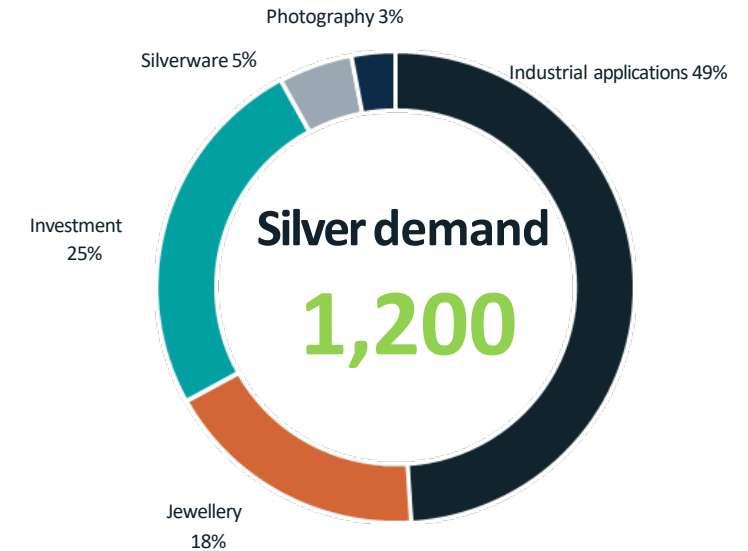 Photography 3%
Silverware 5%
Industrial applications 49%
Investment
25%
Silver demand
1,200
Jewellery
18%